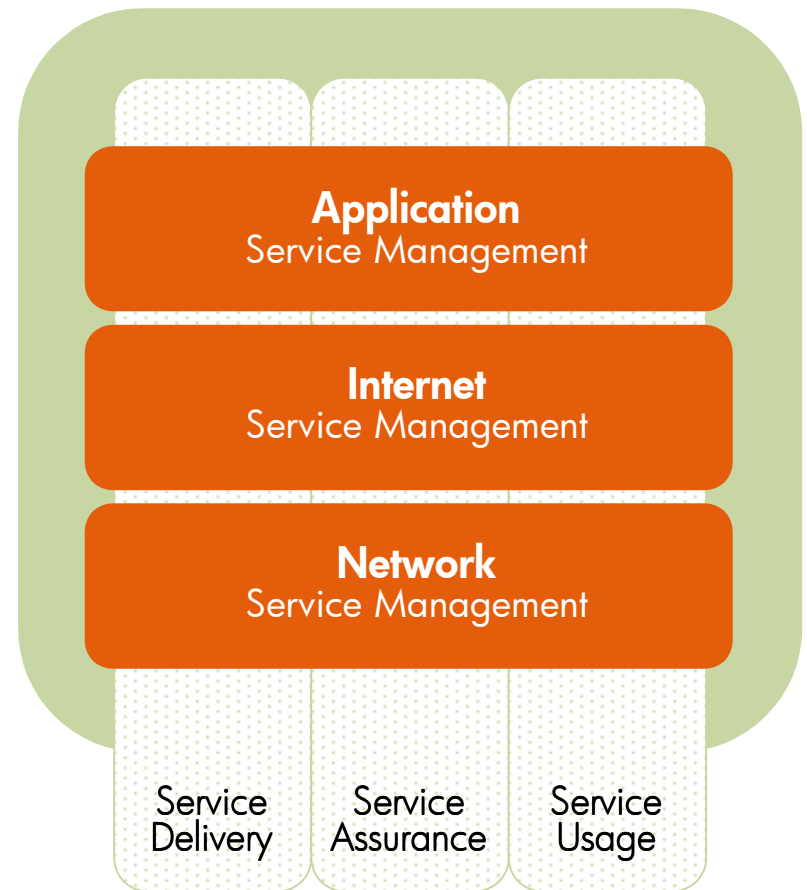 Application
Service Management
Internet
Service Management
Network
Service Management
Service
Delivery
Service
Assurance
Service
Usage